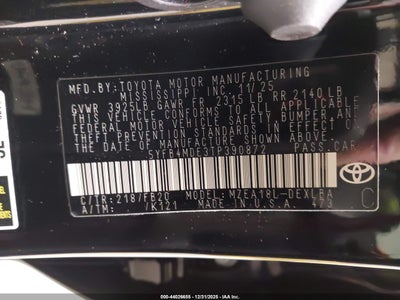 MFD. BY: TOYOTA MOTOR MANUFACTURING
MISSISSIPPI INC. 11/25
GVWR 3925LB GAWR FR 2315 LB RR 2140 LB
THIS VEHICLE CONFORMS TO ALL APPLICABLE
FEDERAL MOTOR VEHICLE SAFETY BUMPER AND
THEFT PREVENTION STANDARDS IN EFFECT ON
THE DATE OF MANUFACTURE SHOWN ABOVE.
PASS.CAR
C/TR: 218/FB20 MODEL: MZEA18L-DEXLBA
A/TM: /K121 MADE IN U.S.A. 473
TOYOTA
C
800-44026655 - 12/31/2025 - IAA Inc.